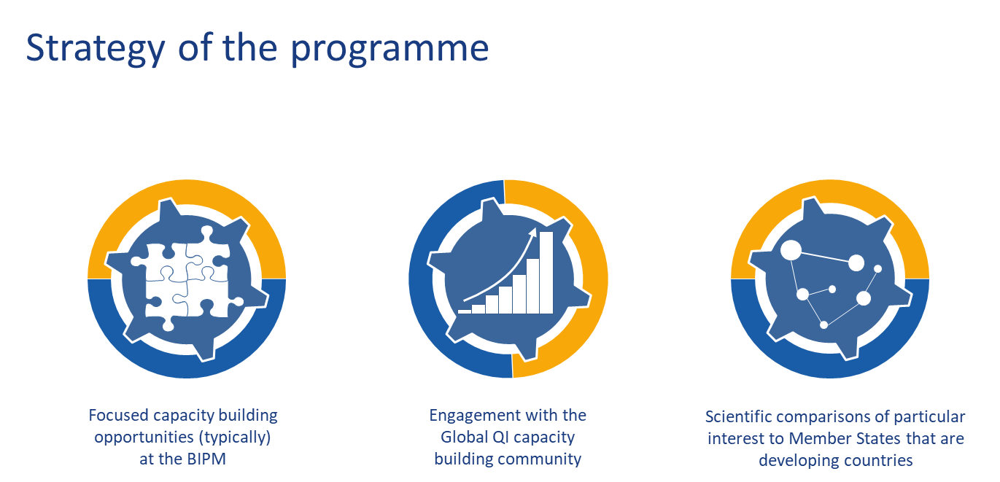 Strategy of the programme
Focused capacity building
opportunities (typically)
at the BIPM
Engagement with the
Global QI capacity
building community
Scientific comparisons of particular
interest to Member States that are
developing countries